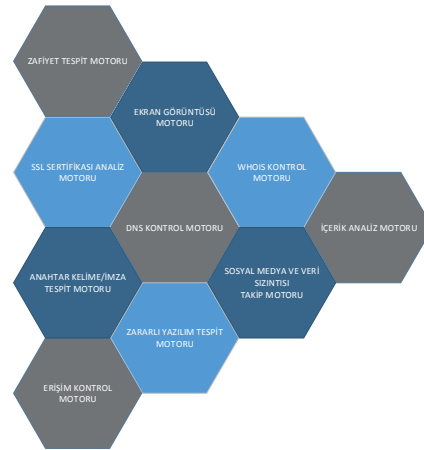 ZAFİYET TESPİT MOTORU
EKRAN GÖRÜNTÜSÜ
MOTORU
SSL SERTİFİKASI ANALİZ
MOTORU
WHOIS KONTROL
MOTORU
DNS KONTROL MOTORU
İÇERİK ANALİZ MOTORU
ANAHTAR KELİME/İMZA
TESPİT MOTORU
SOSYAL MEDYA VE VERİ
SIZINTISI
TAKİP MOTORU
ZARARLI YAZILIM TESPİT
MOTORU
ERİŞİM KONTROL
MOTORU